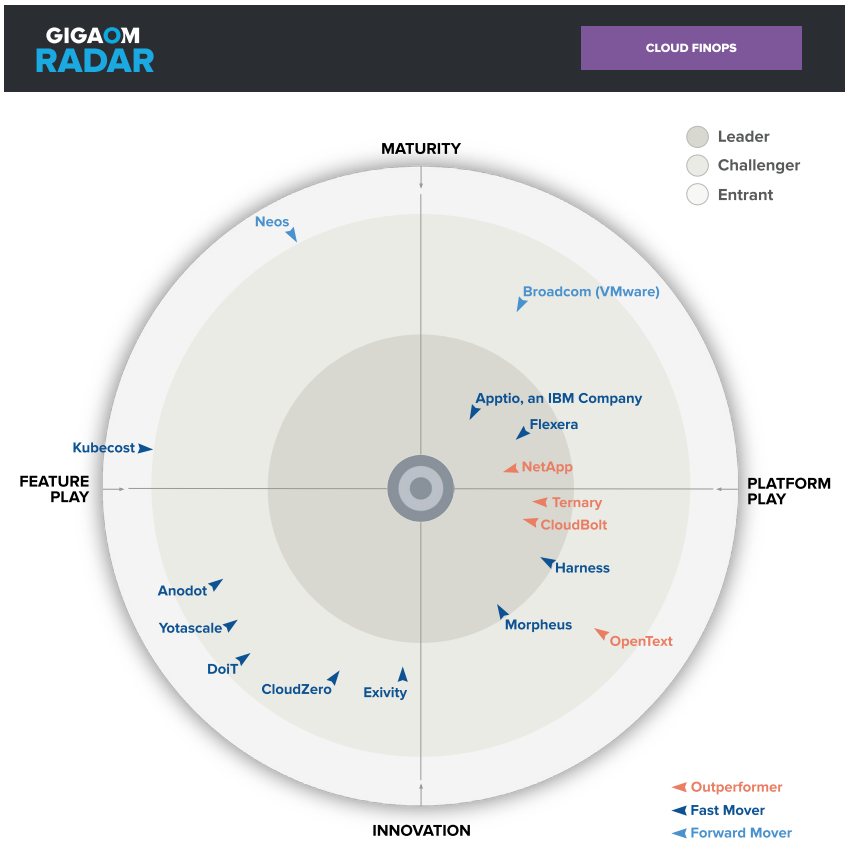 GIGAOM
RADAR
CLOUD FINOPS
Leader
Challenger
Entrant
MATURITY
Neos
Broadcom (VMware)
Apptio, an IBM Company
Flexera
Kubecost
NetApp
FEATURE
PLAY
PLATFORM
PLAY
Ternary
CloudBolt
Harness
Anodot
Morpheus
Yotascale
OpenText
DoiT
CloudZero
Exivity
Outperformer
Fast Mover
Forward Mover
INNOVATION